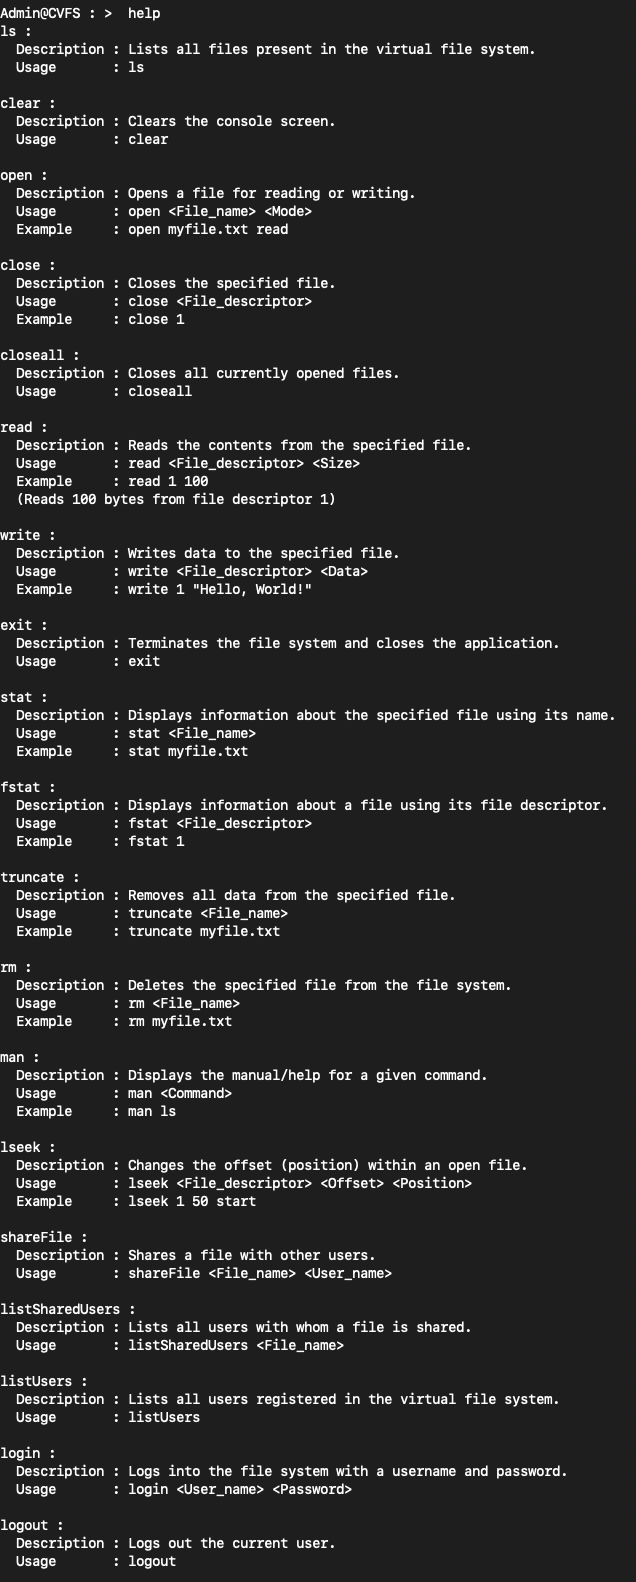 Admin@CVFS : >  help
ls :
  Description : Lists all files present in the virtual file system.
  Usage       : ls

clear :
  Description : Clears the console screen.
  Usage       : clear

open :
  Description : Opens a file for reading or writing.
  Usage       : open <File_name> <Mode>
  Example     : open myfile.txt read

close :
  Description : Closes the specified file.
  Usage       : close <File_descriptor>
  Example     : close 1

closeall :
  Description : Closes all currently opened files.
  Usage       : closeall

read :
  Description : Reads the contents from the specified file.
  Usage       : read <File_descriptor> <Size>
  Example     : read 1 100
  (Reads 100 bytes from file descriptor 1)

write :
  Description : Writes data to the specified file.
  Usage       : write <File_descriptor> <Data>
  Example     : write 1 "Hello, World!"

exit :
  Description : Terminates the file system and closes the application.
  Usage       : exit

stat :
  Description : Displays information about the specified file using its name.
  Usage       : stat <File_name>
  Example     : stat myfile.txt

fstat :
  Description : Displays information about a file using its file descriptor.
  Usage       : fstat <File_descriptor>
  Example     : fstat 1

truncate :
  Description : Removes all data from the specified file.
  Usage       : truncate <File_name>
  Example     : truncate myfile.txt

rm :
  Description : Deletes the specified file from the file system.
  Usage       : rm <File_name>
  Example     : rm myfile.txt

man :
  Description : Displays the manual/help for a given command.
  Usage       : man <Command>
  Example     : man ls

lseek :
  Description : Changes the offset (position) within an open file.
  Usage       : lseek <File_descriptor> <Offset> <Position>
  Example     : lseek 1 50 start

shareFile :
  Description : Shares a file with other users.
  Usage       : shareFile <File_name> <User_name>

listSharedUsers :
  Description : Lists all users with whom a file is shared.
  Usage       : listSharedUsers <File_name>

listUsers :
  Description : Lists all users registered in the virtual file system.
  Usage       : listUsers

login :
  Description : Logs into the file system with a username and password.
  Usage       : login <User_name> <Password>

logout :
  Description : Logs out the current user.
  Usage       : logout